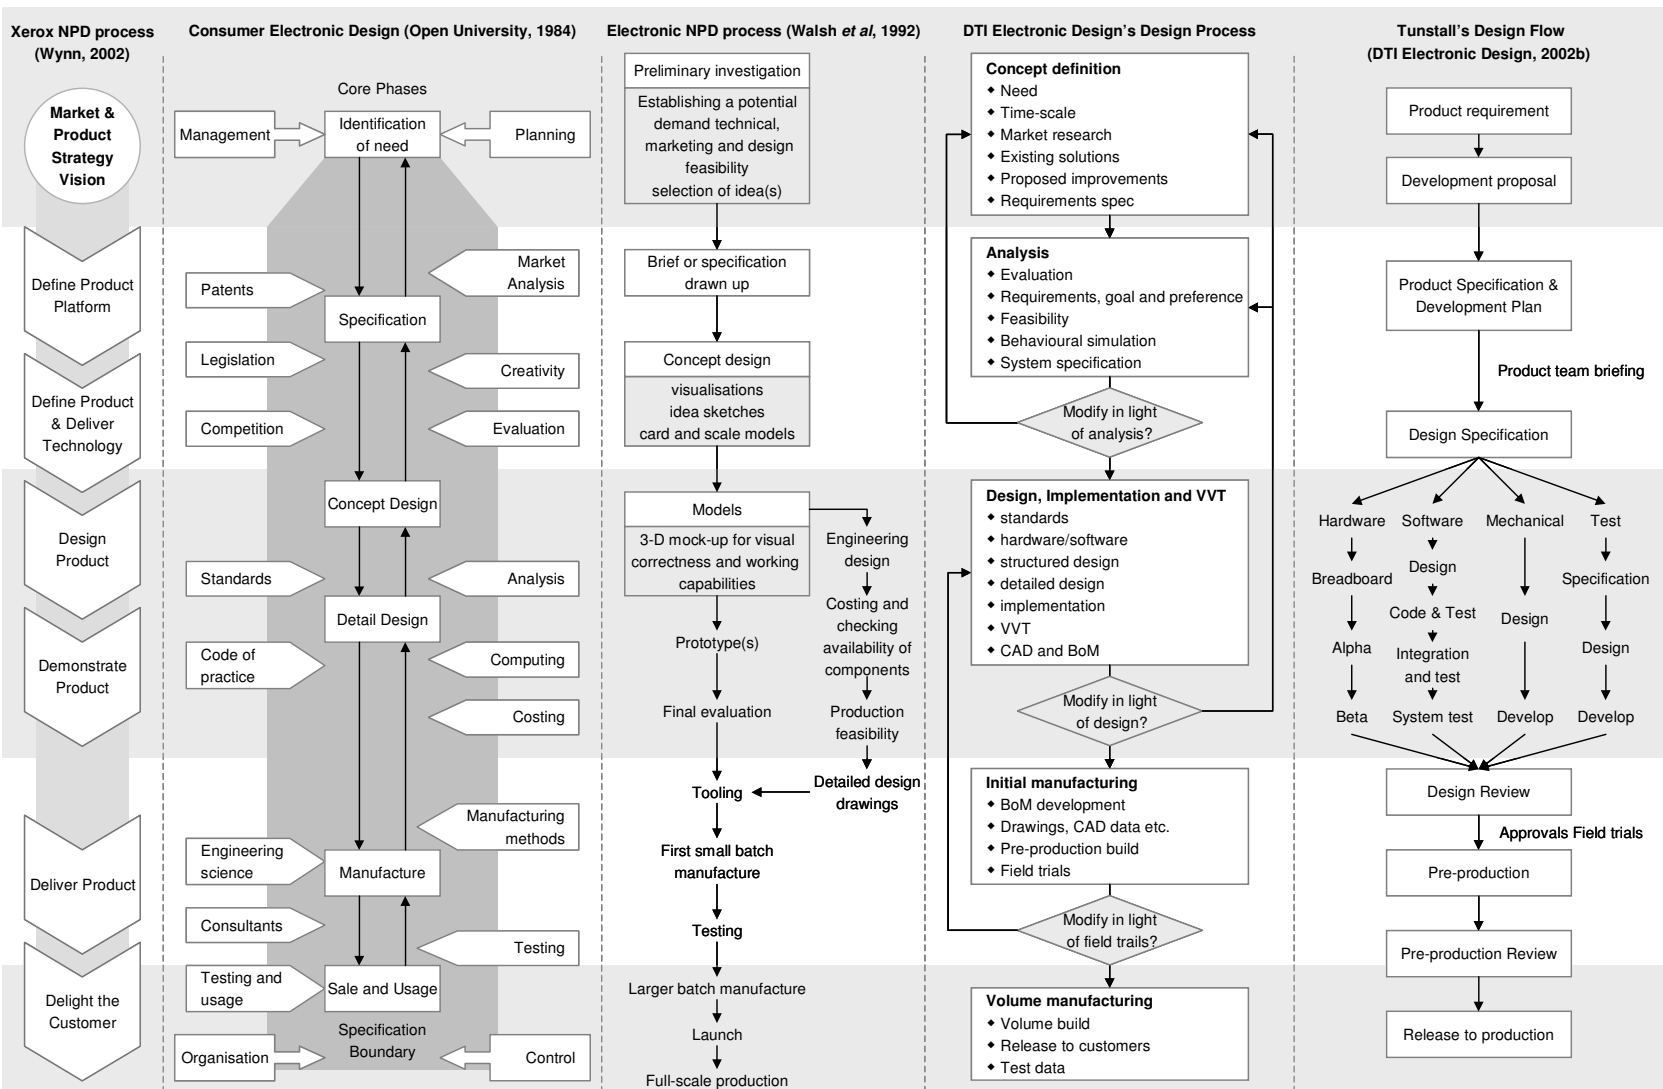 Xerox NPD process
(Wynn, 2002)
Market &
Product
Strategy
Vision
Define Product
Platform
Define Product
& Deliver
Technology
Design
Product
Demonstrate
Product
Deliver Product
Delight the
Customer
Consumer Electronic Design (Open University, 1984)
Core Phases
Management
Identification
of need
Planning
Patents
Market
Analysis
Specification
Legislation
Creativity
Competition
Evaluation
Concept Design
Standards
Analysis
Detail Design
Code of
practice
Computing
Costing
Manufacturing
methods
Engineering
science
Manufacture
Consultants
Testing
Testing and
usage
Sale and Usage
Specification
Boundary
Organisation
Control
Electronic NPD process (Walsh et al, 1992)
Preliminary investigation
Establishing a potential
demand technical,
marketing and design
feasibility
selection of idea(s)
Brief or specification
drawn up
Concept design
visualisations
idea sketches
card and scale models
Models
3-D mock-up for visual
correctness and working
capabilities
Prototype(s)
Final evaluation
Engineering
design
Costing and
checking
availability of
components
Production
feasibility
Detailed design
drawings
Tooling
First small batch
manufacture
Testing
Larger batch manufacture
Launch
Full-scale production
DTI Electronic Design's Design Process
Concept definition
◆ Need
◆ Time-scale
◆ Market research
◆ Existing solutions
◆ Proposed improvements
◆ Requirements spec
Analysis
◆ Evaluation
◆ Requirements, goal and preference
◆ Feasibility
◆ Behavioural simulation
◆ System specification
Modify in light
of analysis?
Design, Implementation and VVT
◆ standards
◆ hardware/software
◆ structured design
◆ detailed design
◆ implementation
◆ VVT
◆ CAD and BoM
Modify in light
of design?
Initial manufacturing
◆ BoM development
◆ Drawings, CAD data etc.
◆ Pre-production build
◆ Field trials
Modify in light
of field trails?
Volume manufacturing
◆ Volume build
◆ Release to customers
◆ Test data
Tunstall's Design Flow
(DTI Electronic Design, 2002b)
Product requirement
Development proposal
Product Specification &
Development Plan
Product team briefing
Design Specification
Hardware
Breadboard
Alpha
Beta
Software
Design
Code & Test
Integration
and test
System test
Mechanical
Design
Develop
Test
Specification
Design
Develop
Design Review
Approvals Field trials
Pre-production
Pre-production Review
Release to production